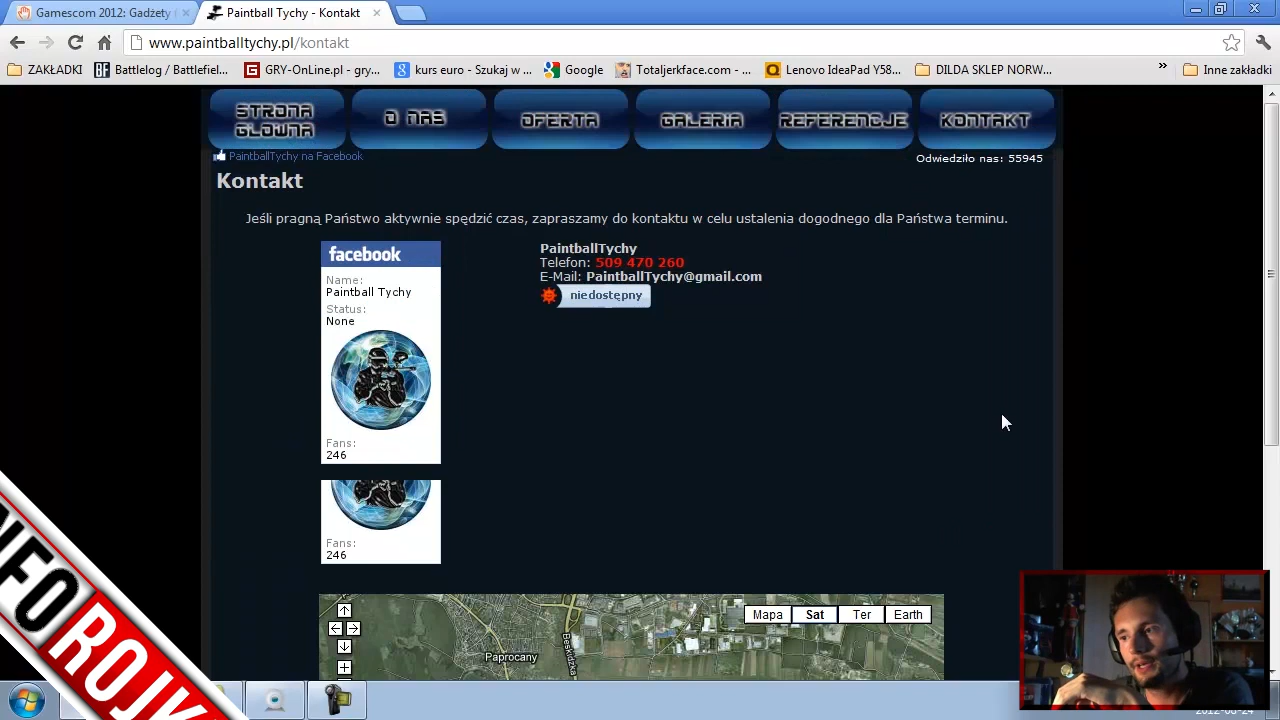 Gamescom 2012: Gadżety
Paintball Tychy - Kontakt
www.paintballtychy.pl/kontakt
ZAKŁADKI
Battlelog / Battlefiel...
GRY-OnLine.pl - gry...
kurs euro - Szukaj w ...
Google
Totaljerkface.com - ...
Lenovo IdeaPad Y58...
DILDA SKLEP NORW...
»
Inne zakładki
STRONA
GLOWNA
O NAS
OFERTA
GALERIA
REFERENCJE
KONTAKT
PaintballTychy na Facebook
Odwiedziło nas: 55945
Kontakt
Jeśli pragną Państwo aktywnie spędzić czas, zapraszamy do kontaktu w celu ustalenia dogodnego dla Państwa terminu.
facebook
Name:
Paintball Tychy
Status:
None
Fans:
246
Fans:
246
PaintballTychy
Telefon: 509 470 260
E-Mail: PaintballTychy@gmail.com
niedostępny
Mapa
Sat
Ter
Earth
Paprocany
Beskidzka
NFO ROJK